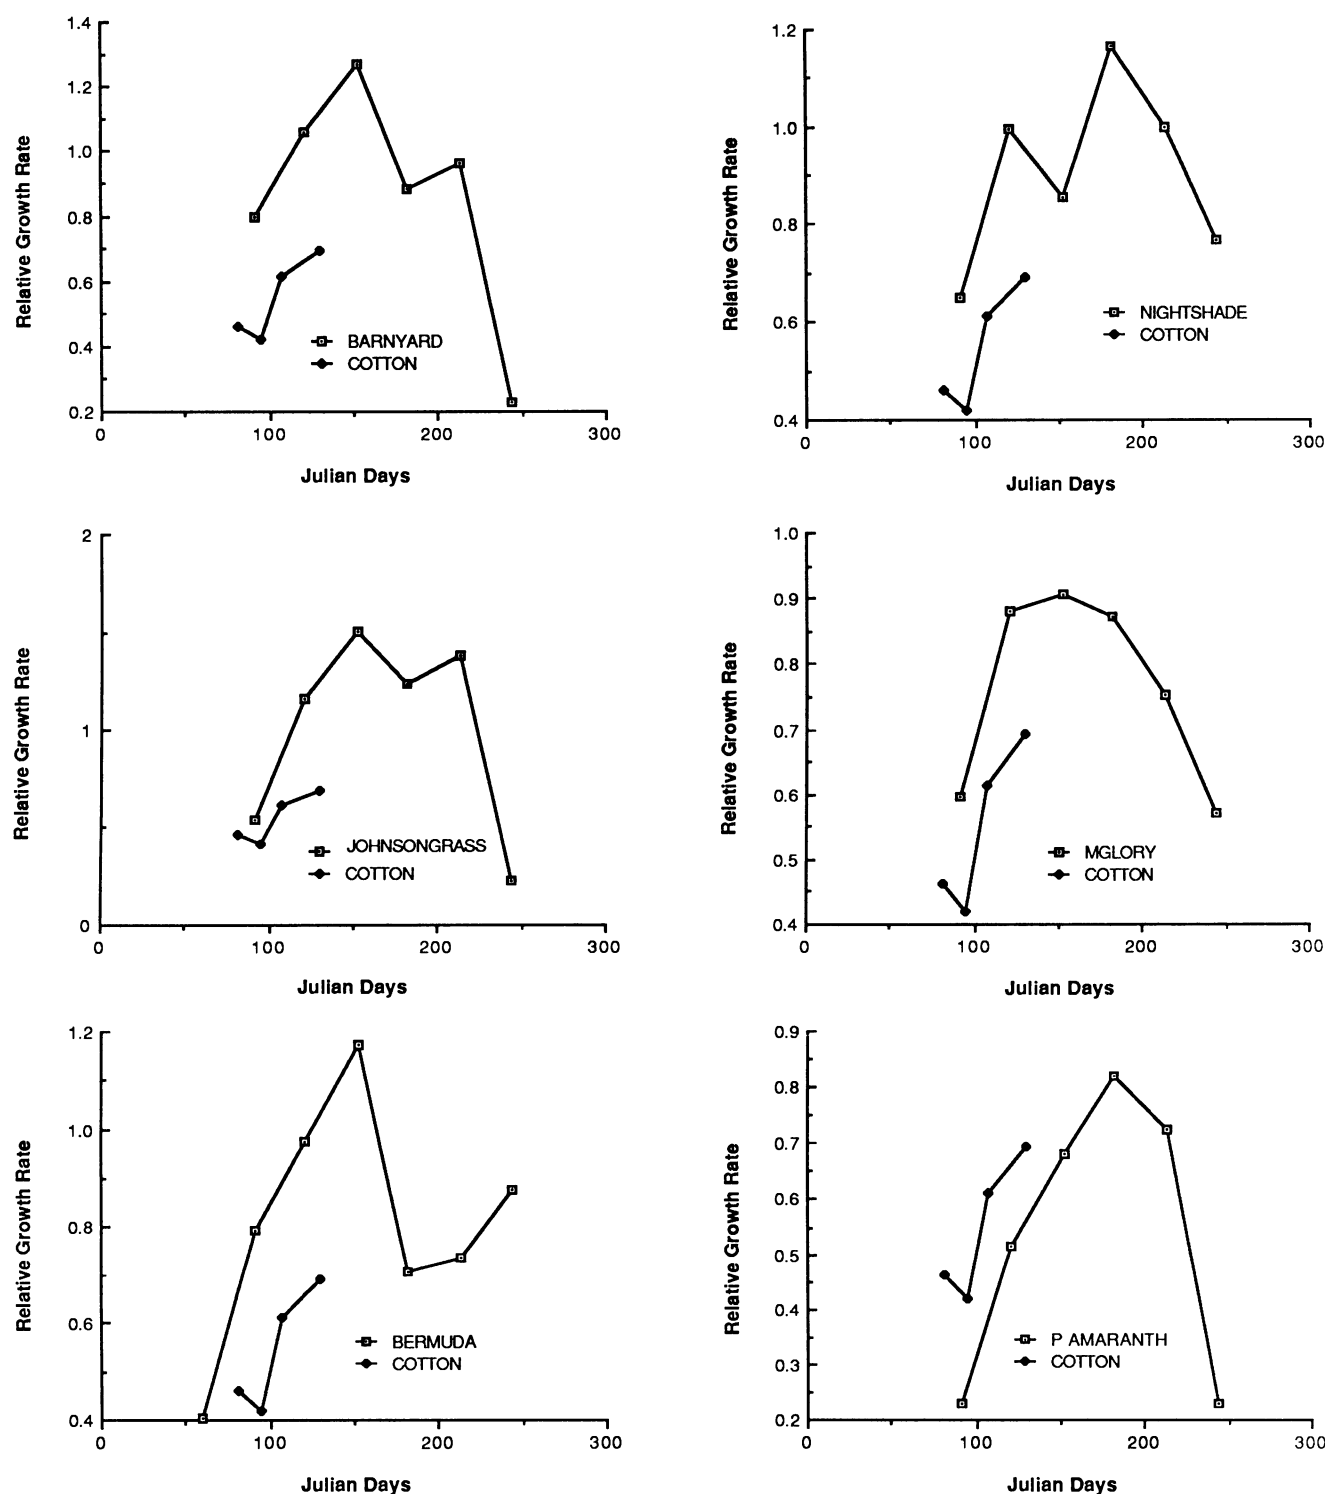 1.4
1.2
1.0
0.8
0.6
0.4
0.2
Relative Growth Rate
BARNYARD
COTTON
0 100 200 300
Julian Days
1.2
1.0
0.8
0.6
0.4
Relative Growth Rate
NIGHTSHADE
COTTON
0 100 200 300
Julian Days
2
1
0
Relative Growth Rate
JOHNSONGRASS
COTTON
0 100 200 300
Julian Days
1.0
0.9
0.8
0.7
0.6
0.5
0.4
Relative Growth Rate
MGLORY
COTTON
0 100 200 300
Julian Days
1.2
1.0
0.8
0.6
0.4
Relative Growth Rate
BERMUDA
COTTON
0 100 200 300
Julian Days
0.9
0.8
0.7
0.6
0.5
0.4
0.3
0.2
Relative Growth Rate
P AMARANTH
COTTON
0 100 200 300
Julian Days